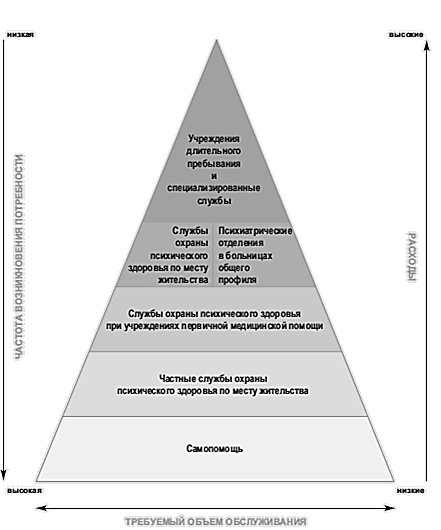 низкая
высокие
Учреждения
длительного
пребывания
и
специализированные
службы
Службы
охраны
психического
здоровья по месту
жительства
Психиатрические
отделения
в больницах
общего
профиля
Службы охраны психического здоровья
при учреждениях первичной медицинской помощи
Частные службы охраны
психического здоровья по месту жительства
Самопомощь
ЧАСТОТА ВОЗНИКНОВЕНИЯ ПОТРЕБНОСТИ
РАСХОДЫ
высокая
низкие
ТРЕБУЕМЫЙ ОБЪЕМ ОБСЛУЖИВАНИЯ